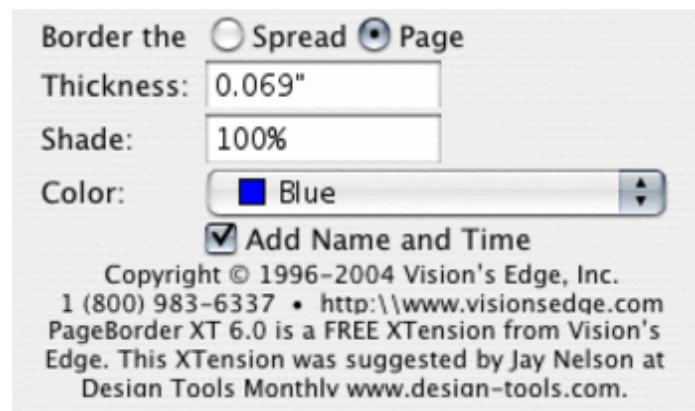 Border the Spread Page
Thickness: 0.069"
Shade: 100%
Color: Blue
Add Name and Time
Copyright © 1996-2004 Vision's Edge, Inc.
1 (800) 983-6337 • http:\\www.visionsedge.com
PageBorder XT 6.0 is a FREE XTension from Vision's
Edge. This XTension was suggested by Jay Nelson at
Design Tools Monthly www.design-tools.com.